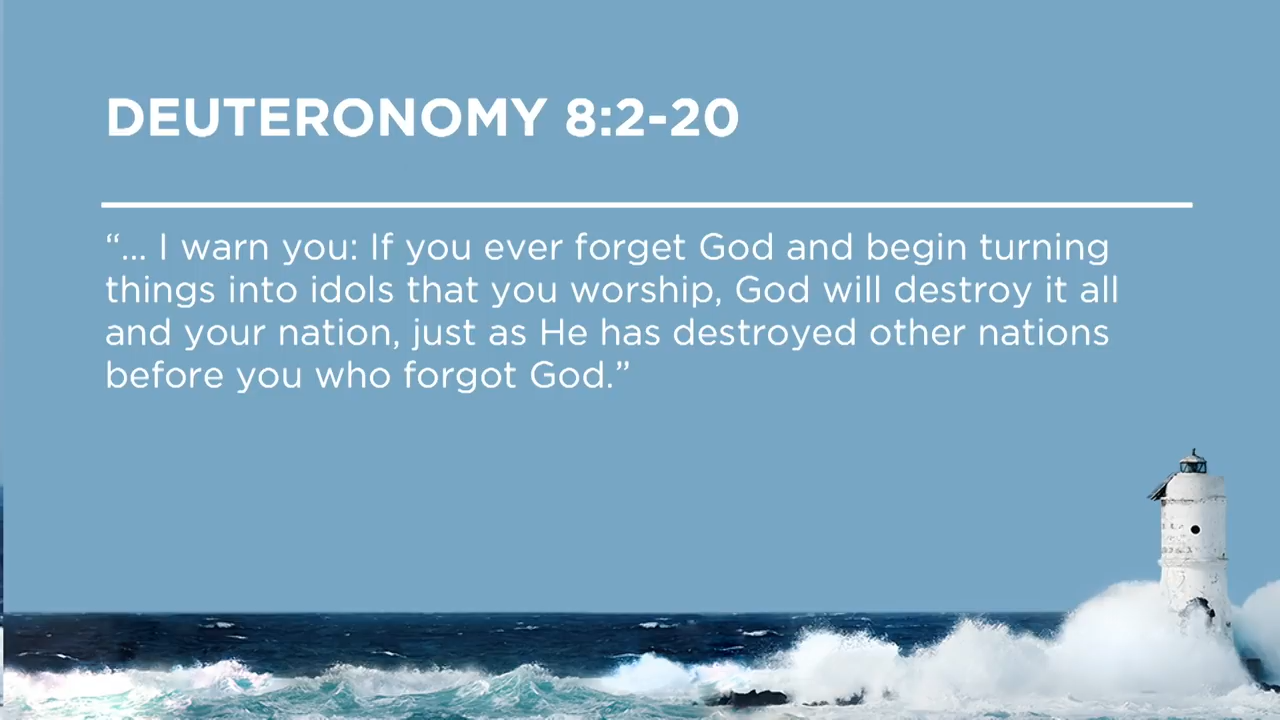 DEUTERONOMY 8:2-20
“... I warn you: If you ever forget God and begin turning
things into idols that you worship, God will destroy it all
and your nation, just as He has destroyed other nations
before you who forgot God.”